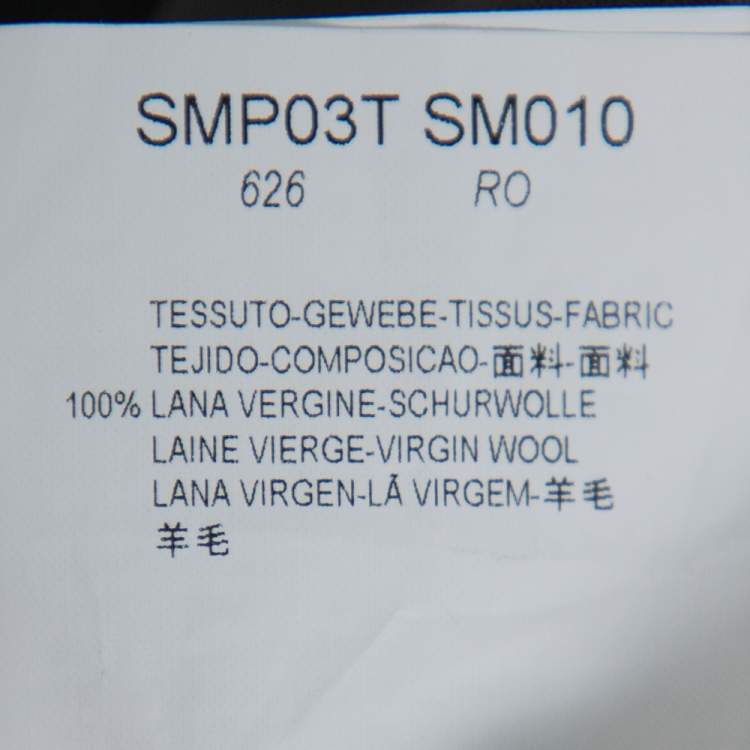 SMP03T SM010
626 RO
TESSUTO-GEWEBE-TISSUS-FABRIC
TEJIDO-COMPOSICAO-面料-面料
100% LANA VERGINE-SCHURWOLLE
LAINE VIERGE-VIRGIN WOOL
LANA VIRGEN-LÃ VIRGEM-羊毛
羊毛